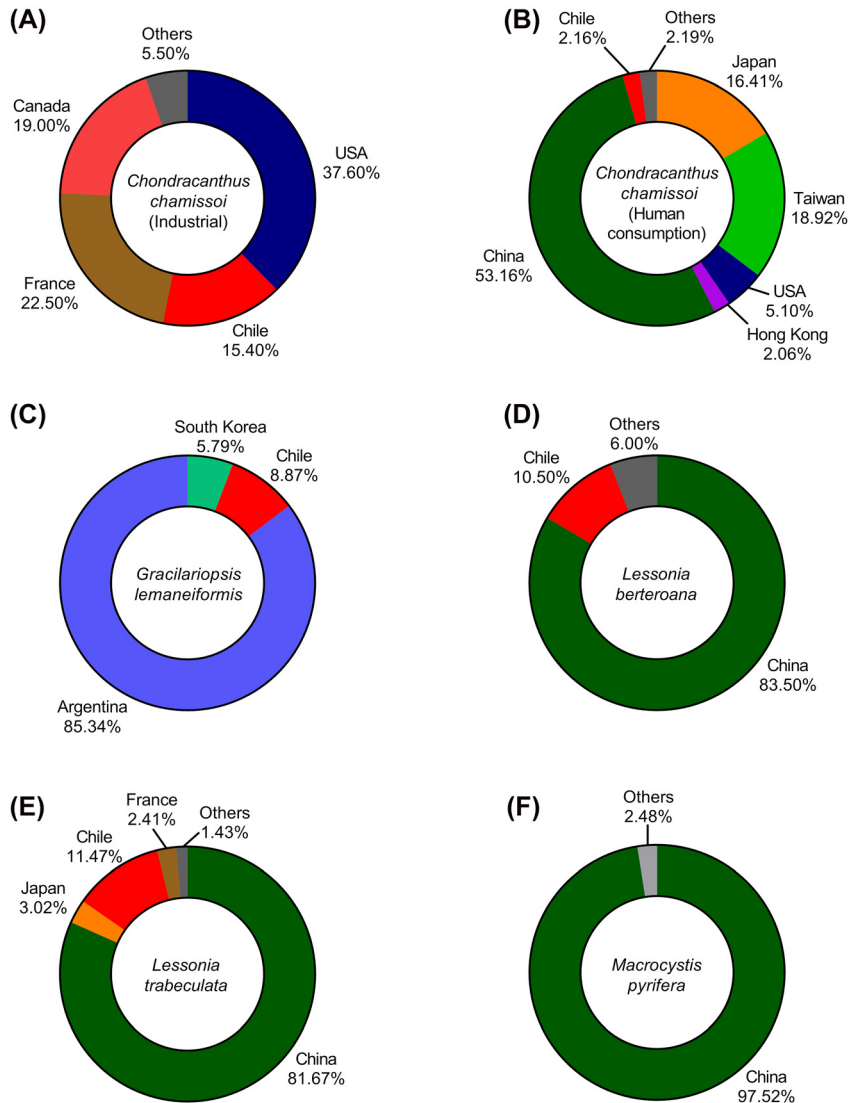 (A)
Others
5.50%
Canada
19.00%
USA
37.60%
Chondracanthus
chamissoi
(Industrial)
France
22.50%
Chile
15.40%
(B)
Chile
2.16%
Others
2.19%
Japan
16.41%
Chondracanthus
chamissoi
(Human
consumption)
Taiwan
18.92%
China
53.16%
USA
5.10%
Hong Kong
2.06%
(C)
South Korea
5.79%
Chile
8.87%
Gracilariopsis
lemaneiformis
Argentina
85.34%
(D)
Others
6.00%
Chile
10.50%
Lessonia
berteroana
China
83.50%
(E)
France
2.41%
Others
1.43%
Chile
11.47%
Japan
3.02%
Lessonia
trabeculata
China
81.67%
(F)
Others
2.48%
Macrocystis
pyrifera
China
97.52%